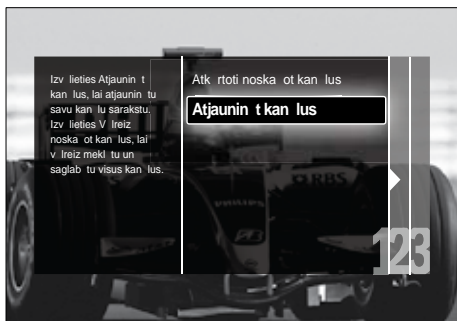 Izv lieties Atjaunin t
kan lus, lai atjaunin tu
savu kan lu sarakstu.
Izv lieties V lreiz
noska ot kan lus, lai
v lreiz mekl tu un
saglab tu visus kan lus.
Atk rtoti noska ot kan lus
Atjaunin t kan lus
RBS
PHILIPS
123